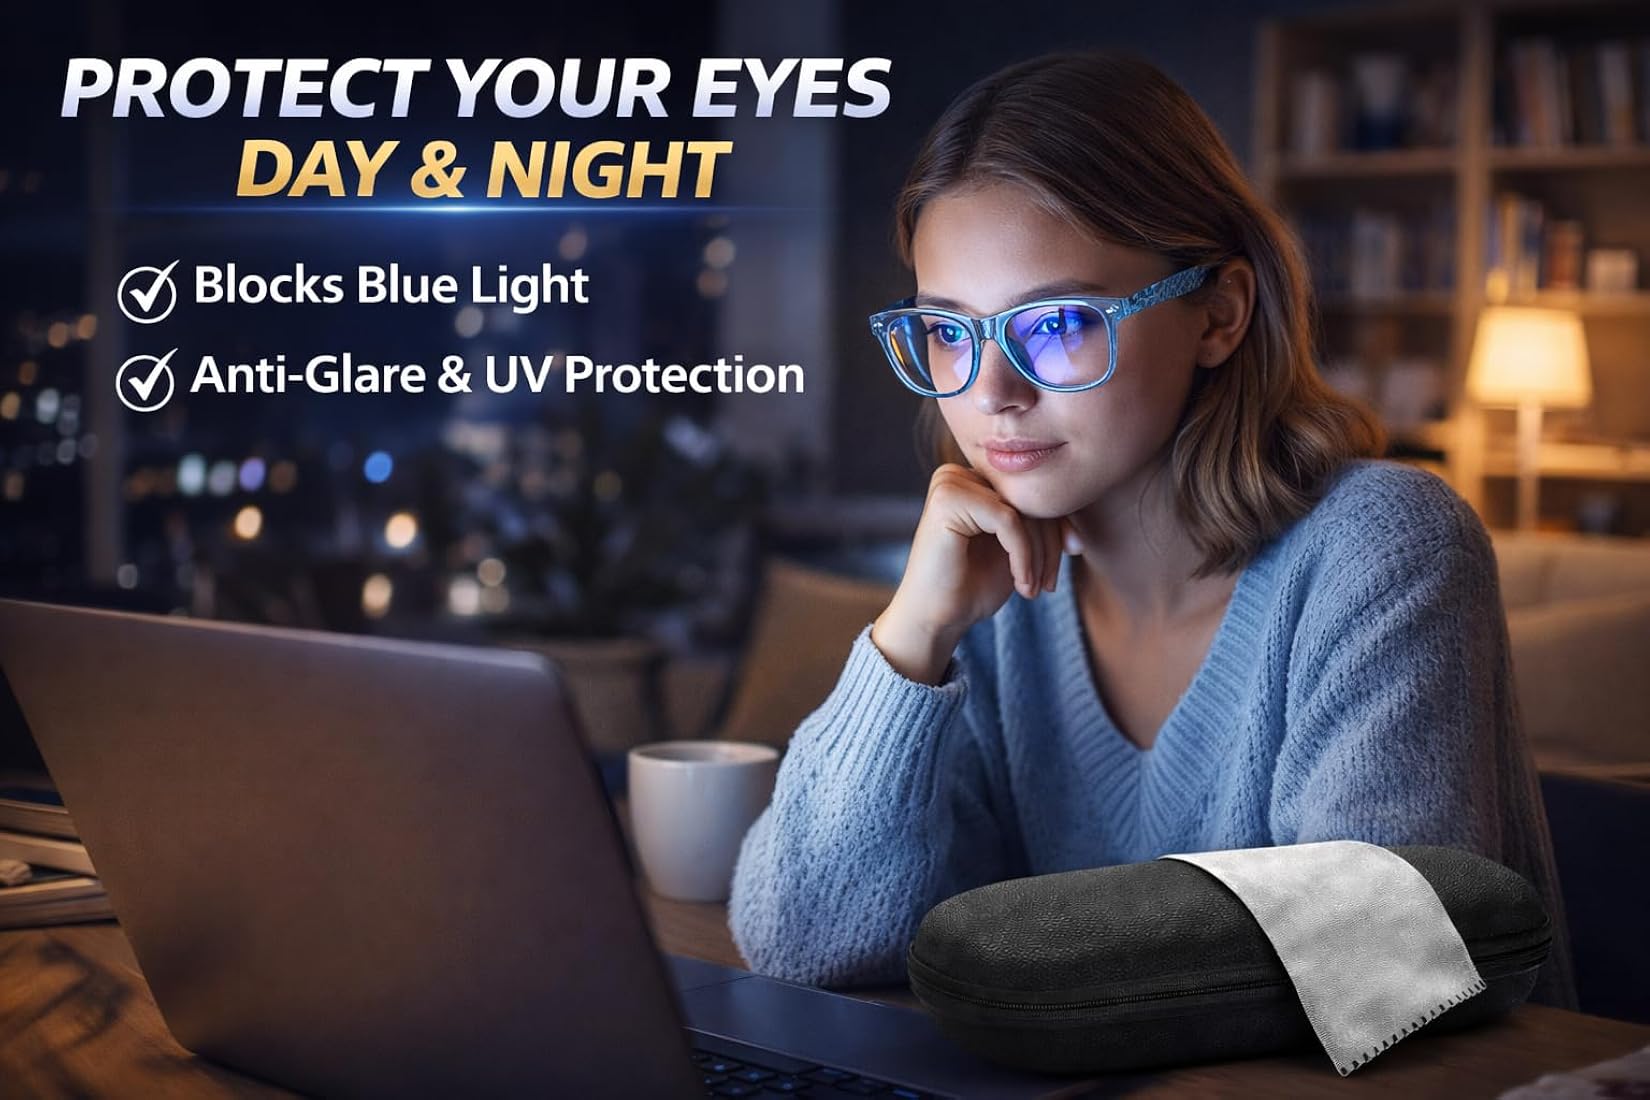 PROTECT YOUR EYES
DAY & NIGHT
Blocks Blue Light
Anti-Glare & UV Protection